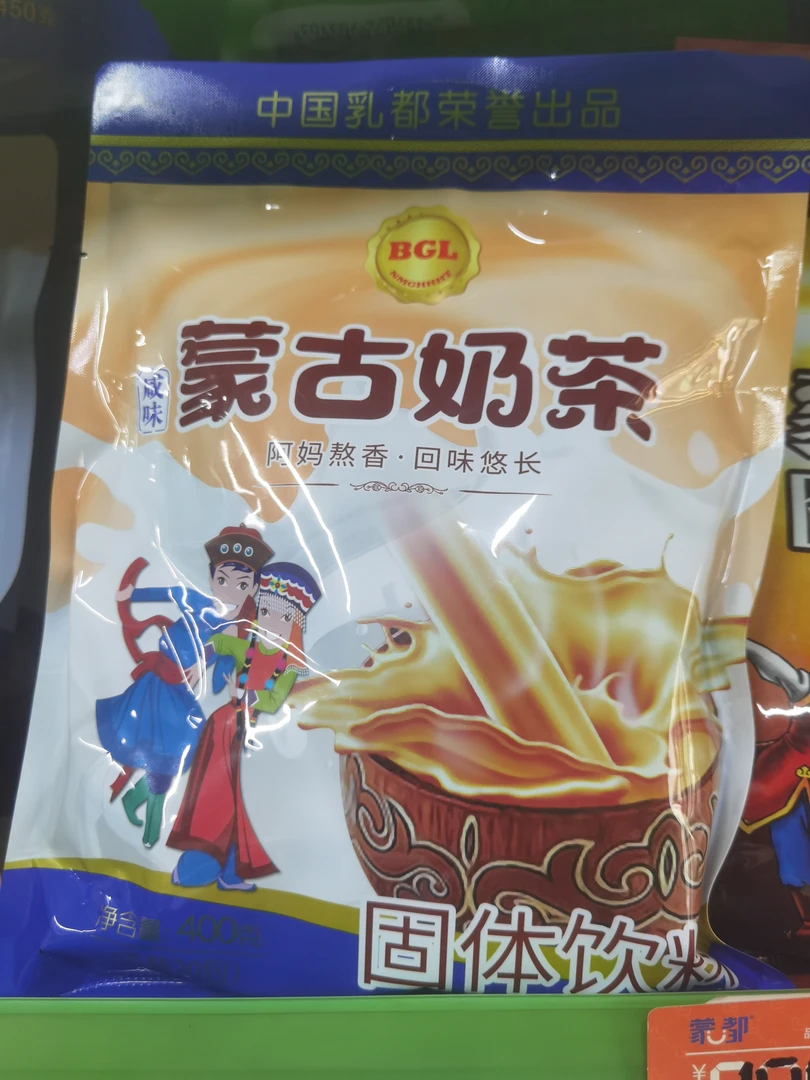 中国乳都荣誉出品
BGL
NMGHHHT
咸味
蒙古奶茶
阿妈熬香·回味悠长
净含量 400克
固体饮料
蒙都
¥